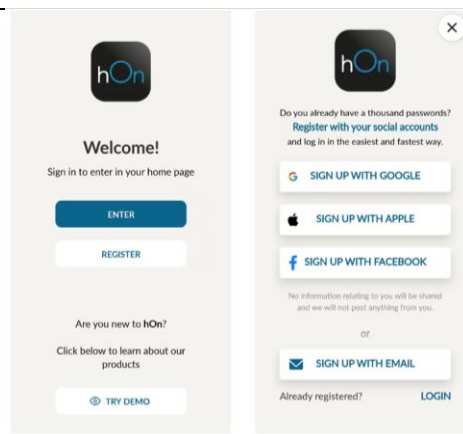 hOn
Welcome!
Sign in to enter in your home page
ENTER
REGISTER
Are you new to hOn?
Click below to learn about our
products
TRY DEMO
hOn
Do you already have a thousand passwords?
Register with your social accounts
and log in in the easiest and fastest way.
SIGN UP WITH GOOGLE
SIGN UP WITH APPLE
SIGN UP WITH FACEBOOK
No information relating to you will be shared
and we will not post anything from you.
or
SIGN UP WITH EMAIL
Already registered? LOGIN